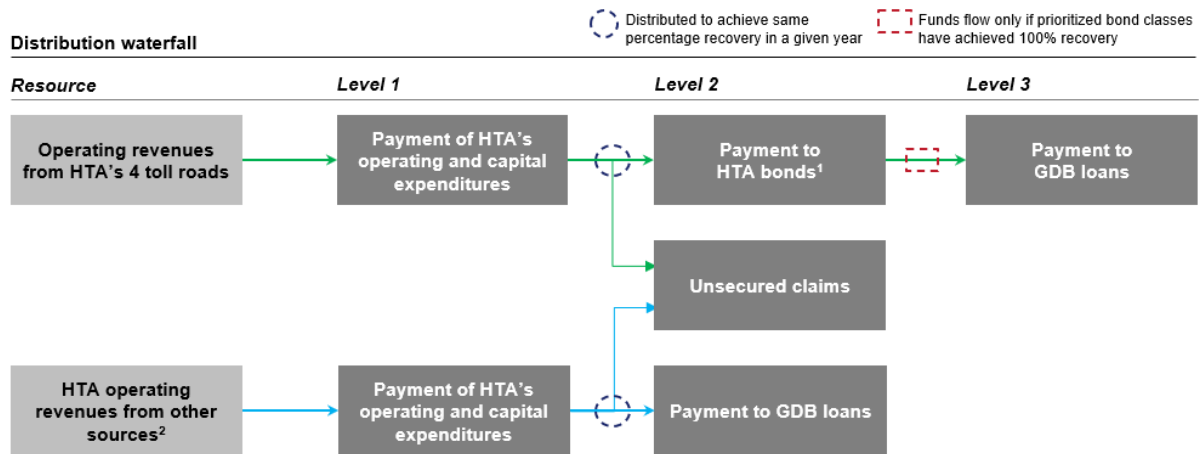 Distributed to achieve same
percentage recovery in a given year
Funds flow only if prioritized bond classes
have achieved 100% recovery
Distribution waterfall
Resource
Level 1
Level 2
Level 3
Operating revenues
from HTA's 4 toll roads
Payment of HTA's
operating and capital
expenditures
Payment to
HTA bonds¹
Payment to
GDB loans
Unsecured claims
HTA operating
revenues from other
sources²
Payment of HTA's
operating and capital
expenditures
Payment to GDB loans